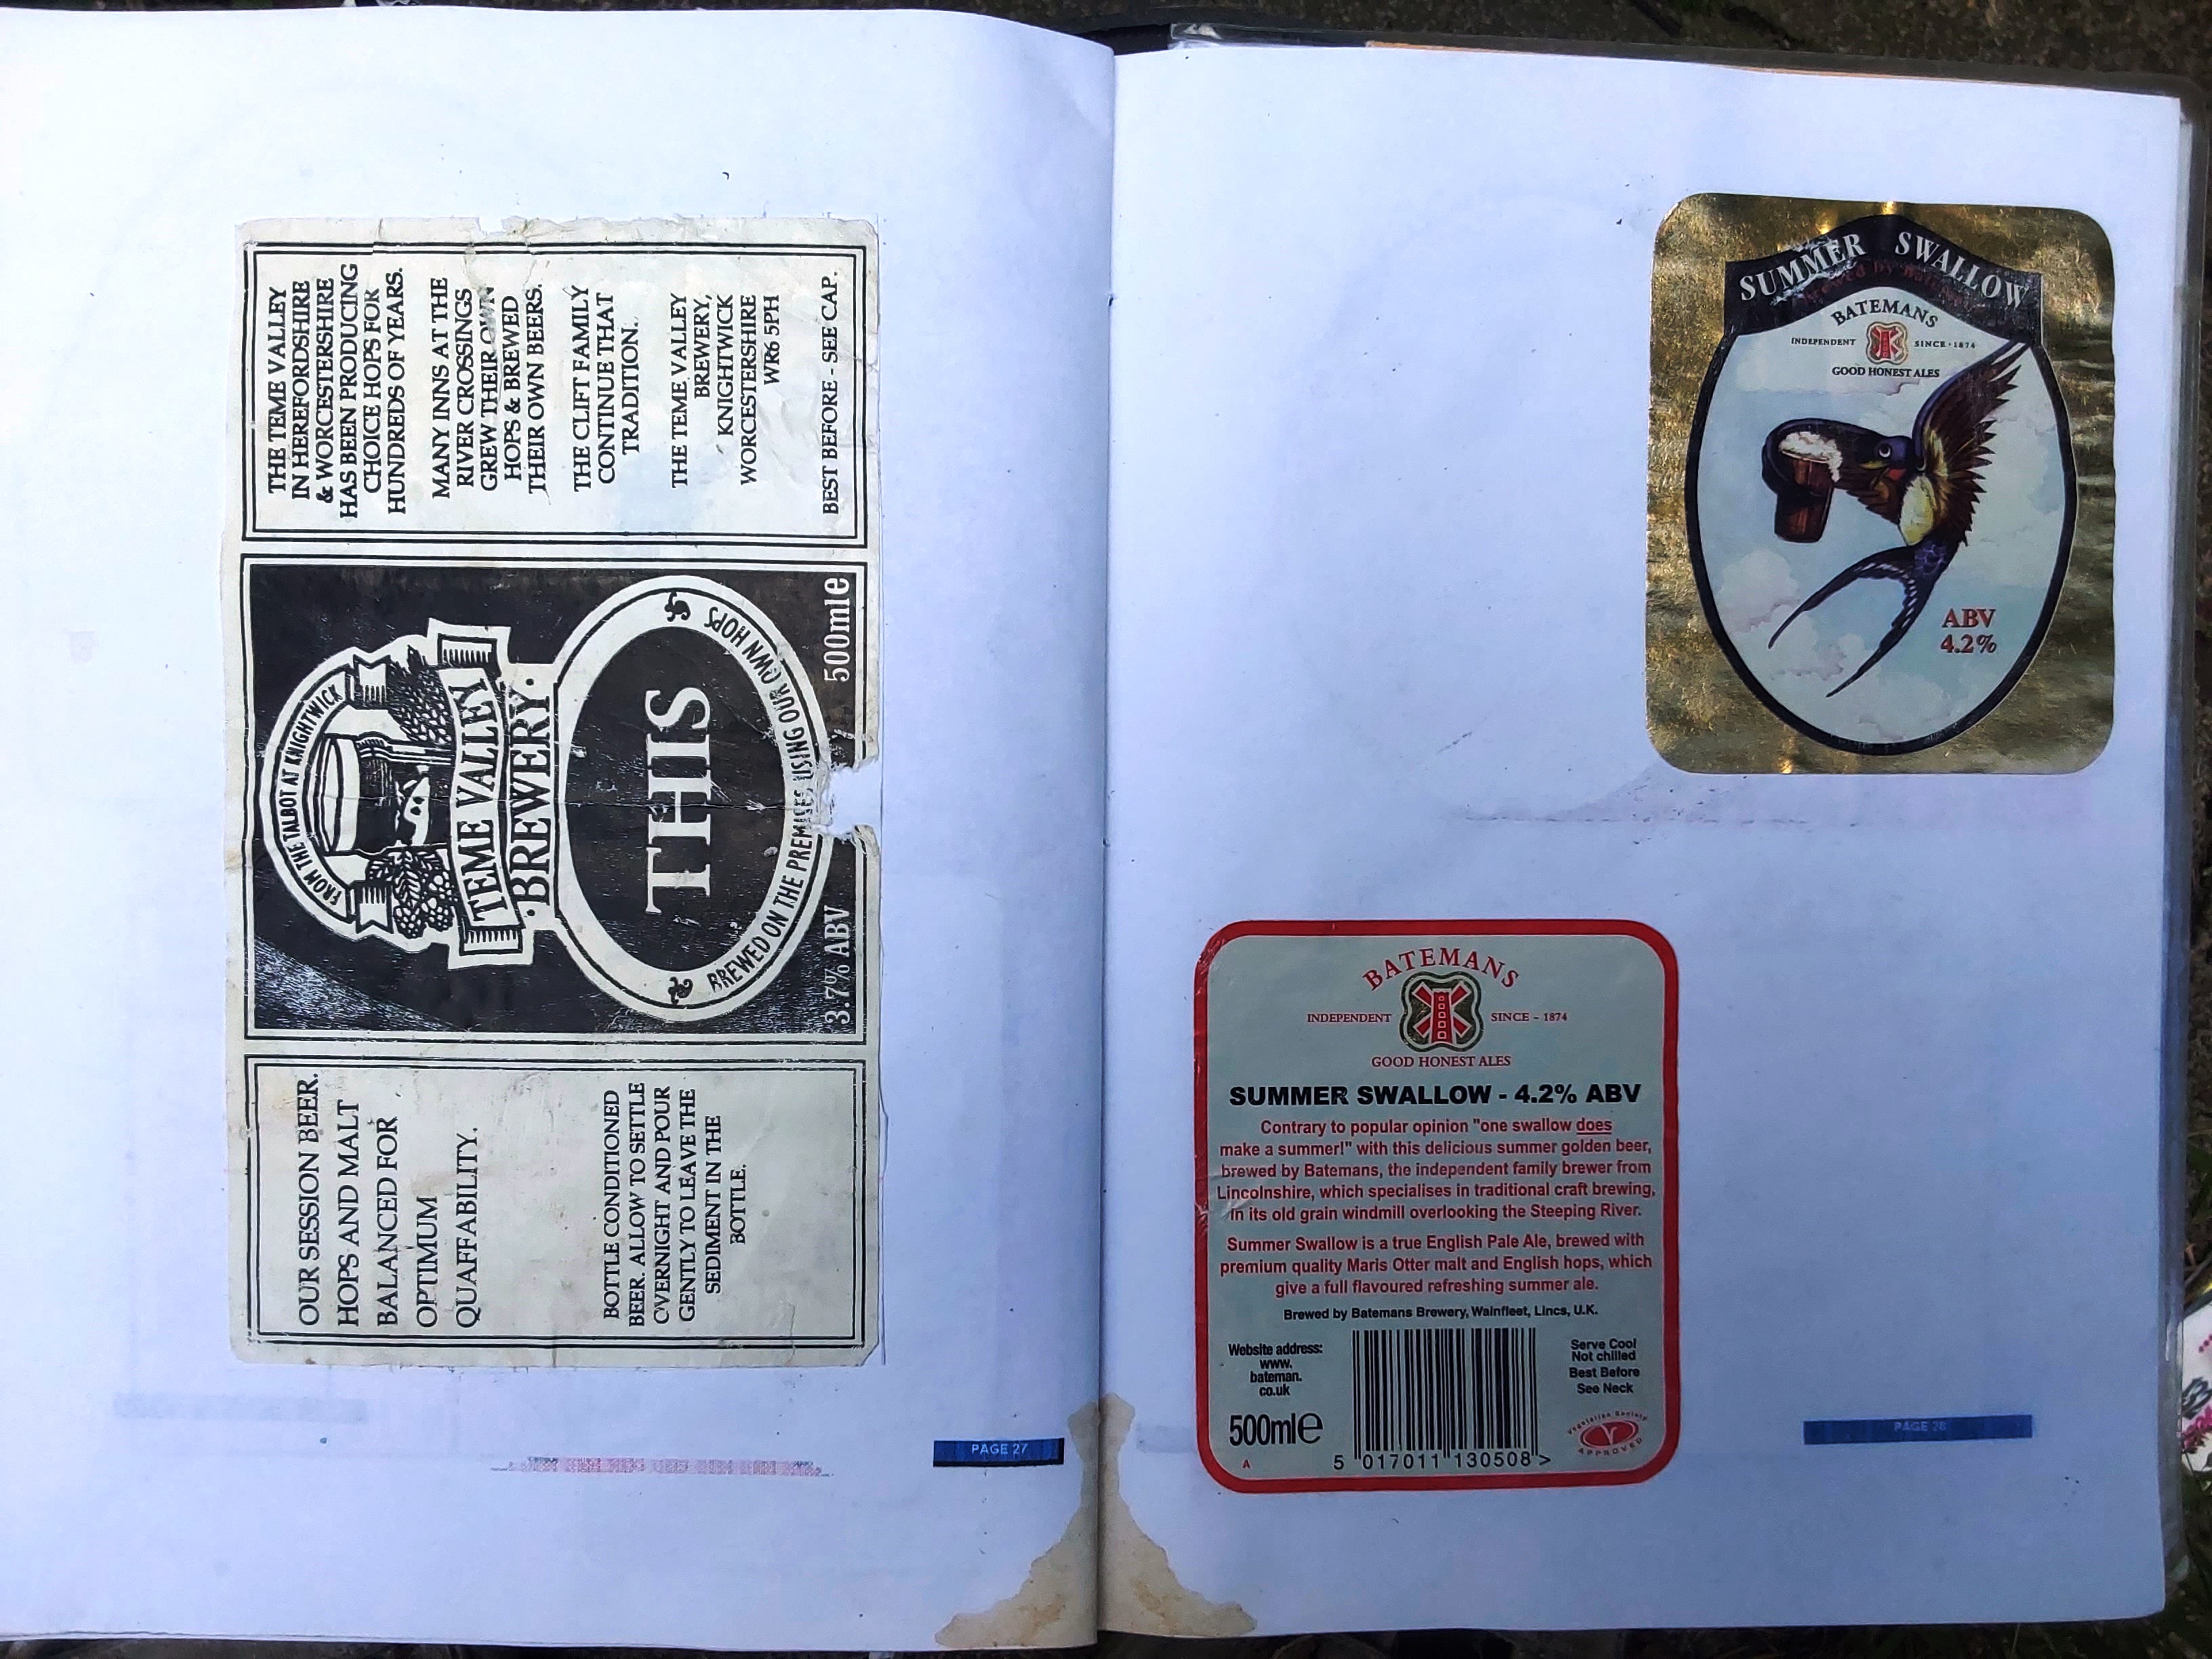 OUR SESSION BEER.
HOPS AND MALT
BALANCED FOR
OPTIMUM
QUAFFABILITY.
BOTTLE CONDITIONED
BEER. ALLOW TO SETTLE
OVERNIGHT AND POUR
GENTLY TO LEAVE THE
SEDIMENT IN THE
BOTTLE.
FROM THE TALBOT AT KNIGHTWICK
TEME VALLEY
BREWERY
THIS
BREWED ON THE PREMISES USING OUR OWN HOPS
3.7% ABV
500ml e
THE TEME VALLEY
IN HEREFORDSHIRE
& WORCESTERSHIRE
HAS BEEN PRODUCING
CHOICE HOPS FOR
HUNDREDS OF YEARS.
MANY INNS AT THE
RIVER CROSSINGS
GREW THEIR OWN
HOPS & BREWED
THEIR OWN BEERS.
THE CLIFT FAMILY
CONTINUE THAT
TRADITION.
THE TEME VALLEY
BREWERY,
KNIGHTWICK
WORCESTERSHIRE
WR6 5PH
BEST BEFORE - SEE CAP.
PAGE 27
SUMMER SWALLOW
BATEMANS
INDEPENDENT SINCE · 1874
GOOD HONEST ALES
ABV
4.2%
BATEMANS
INDEPENDENT SINCE - 1874
GOOD HONEST ALES
SUMMER SWALLOW - 4.2% ABV
Contrary to popular opinion "one swallow does
make a summer!" with this delicious summer golden beer,
brewed by Batemans, the independent family brewer from
Lincolnshire, which specialises in traditional craft brewing,
in its old grain windmill overlooking the Steeping River.
Summer Swallow is a true English Pale Ale, brewed with
premium quality Maris Otter malt and English hops, which
give a full flavoured refreshing summer ale.
Brewed by Batemans Brewery, Wainfleet, Lincs, U.K.
Website address:
www.
bateman.
co.uk
500ml e
A
5 017011 130508 >
Serve Cool
Not chilled
Best Before
See Neck
Vegetarian Society
APPROVED
PAGE 28